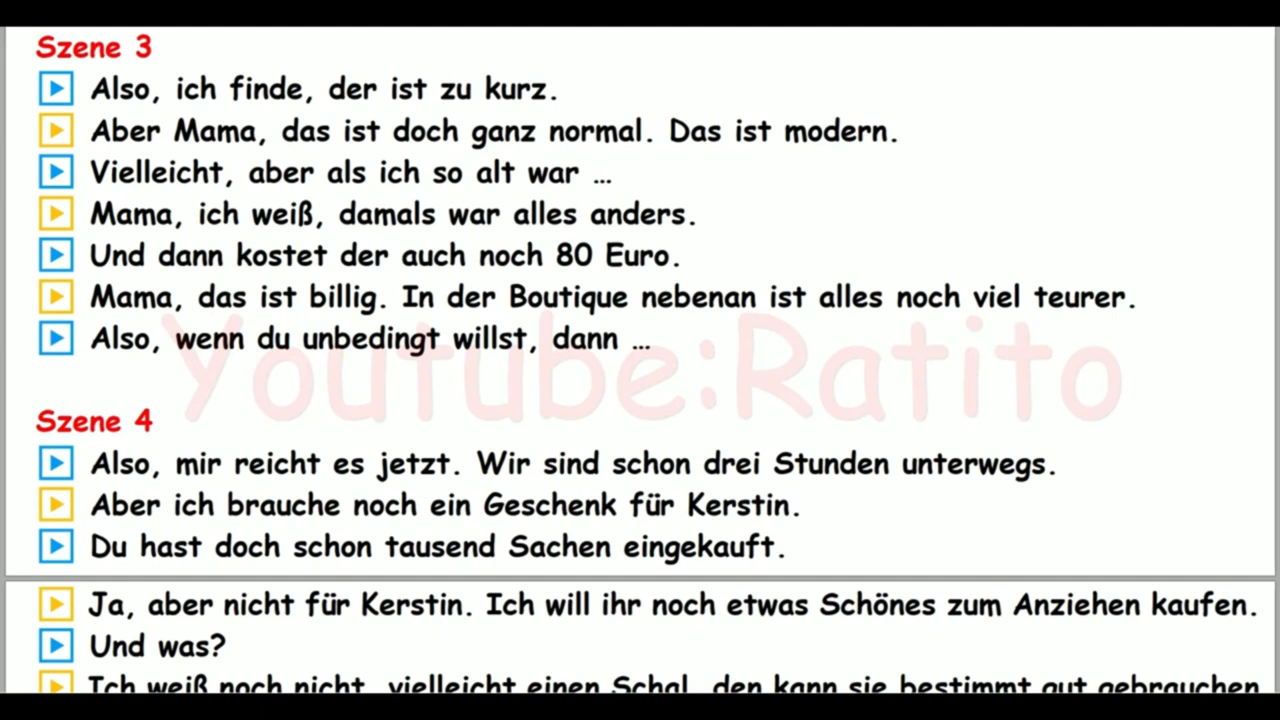 Szene 3
Also, ich finde, der ist zu kurz.
Aber Mama, das ist doch ganz normal. Das ist modern.
Vielleicht, aber als ich so alt war ...
Mama, ich weiß, damals war alles anders.
Und dann kostet der auch noch 80 Euro.
Mama, das ist billig. In der Boutique nebenan ist alles noch viel teurer.
Also, wenn du unbedingt willst, dann ...
Youtube:Ratito
Szene 4
Also, mir reicht es jetzt. Wir sind schon drei Stunden unterwegs.
Aber ich brauche noch ein Geschenk für Kerstin.
Du hast doch schon tausend Sachen eingekauft.
Ja, aber nicht für Kerstin. Ich will ihr noch etwas Schönes zum Anziehen kaufen.
Und was?
Ich weiß noch nicht, vielleicht einen Schal, den kann sie bestimmt gut gebrauchen